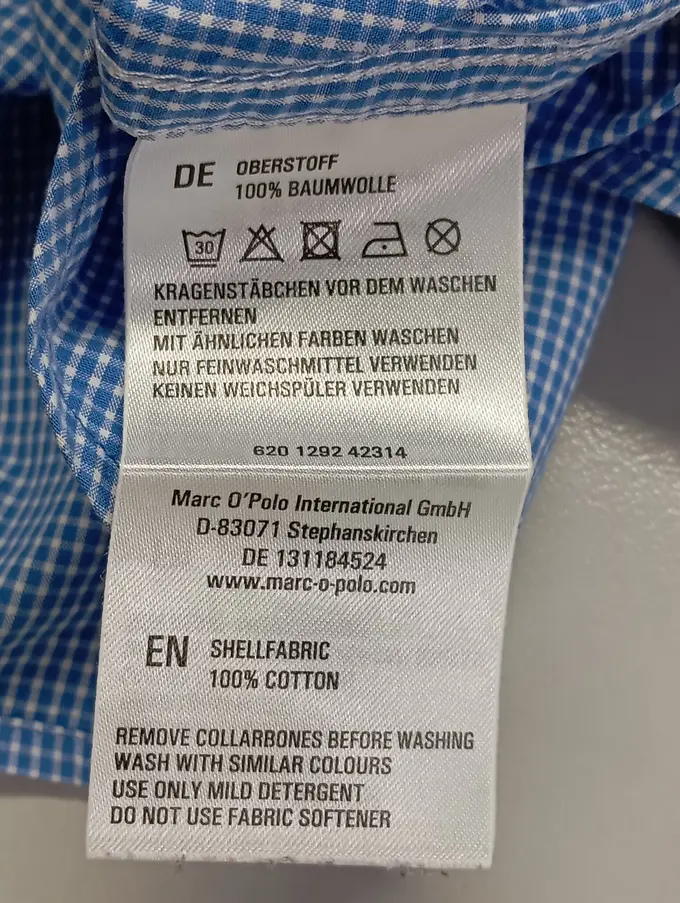 DE OBERSTOFF
100% BAUMWOLLE
30
KRAGENSTÄBCHEN VOR DEM WASCHEN
ENTFERNEN
MIT ÄHNLICHEN FARBEN WASCHEN
NUR FEINWASCHMITTEL VERWENDEN
KEINEN WEICHSPÜLER VERWENDEN
620 1292 42314
Marc O'Polo International GmbH
D-83071 Stephanskirchen
DE 131184524
www.marc-o-polo.com
EN SHELLFABRIC
100% COTTON
REMOVE COLLARBONES BEFORE WASHING
WASH WITH SIMILAR COLOURS
USE ONLY MILD DETERGENT
DO NOT USE FABRIC SOFTENER